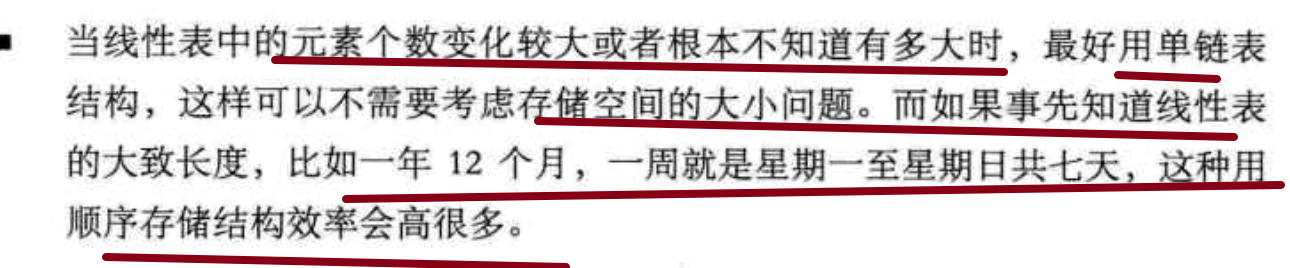 当线性表中的元素个数变化较大或者根本不知道有多大时，最好用单链表
结构，这样可以不需要考虑存储空间的大小问题。而如果事先知道线性表
的大致长度，比如一年 12 个月，一周就是星期一至星期日共七天，这种用
顺序存储结构效率会高很多。